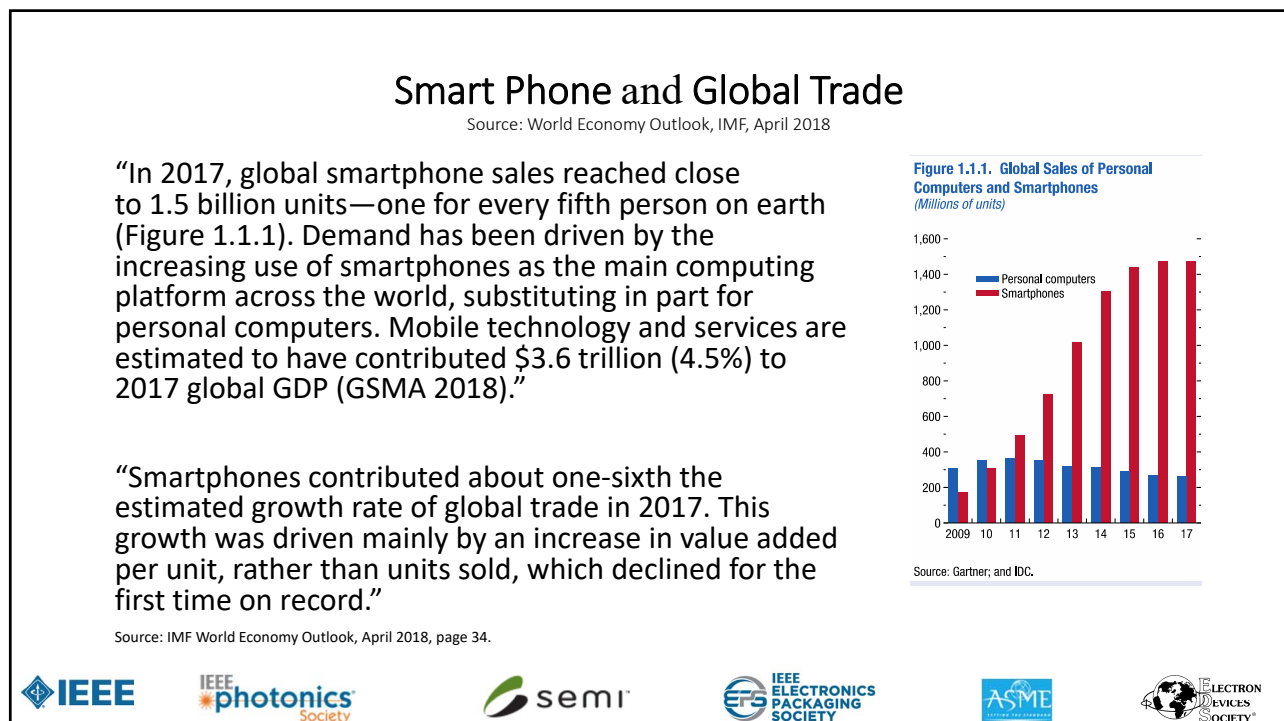 Smart Phone and Global Trade
Source: World Economy Outlook, IMF, April 2018
“In 2017, global smartphone sales reached close
to 1.5 billion units—one for every fifth person on earth
(Figure 1.1.1). Demand has been driven by the
increasing use of smartphones as the main computing
platform across the world, substituting in part for
personal computers. Mobile technology and services are
estimated to have contributed $3.6 trillion (4.5%) to
2017 global GDP (GSMA 2018).”
“Smartphones contributed about one-sixth the
estimated growth rate of global trade in 2017. This
growth was driven mainly by an increase in value added
per unit, rather than units sold, which declined for the
first time on record.”
Source: IMF World Economy Outlook, April 2018, page 34.
Figure 1.1.1. Global Sales of Personal
Computers and Smartphones
(Millions of units)
1,600
1,400
1,200
1,000
800
600
400
200
0
Personal computers
Smartphones
2009 10 11 12 13 14 15 16 17
Source: Gartner; and IDC.
IEEE
IEEE
photonics
Society
semi
EPS
IEEE
ELECTRONICS
PACKAGING
SOCIETY
ASME
SETTING THE STANDARD
ELECTRON
DEVICES
SOCIETY®